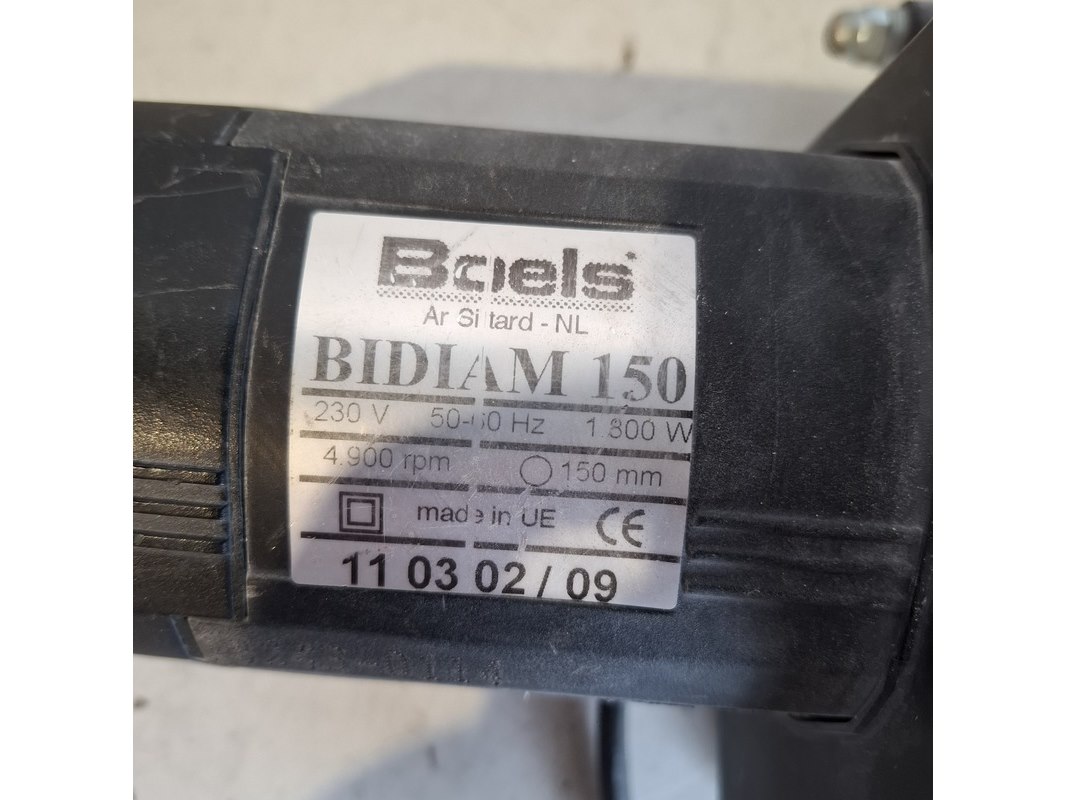 Boels
Ar Sittard - NL
BIDIAM 150
230 V 50-60 Hz 1.800 W
4.900 rpm 150 mm
made in UE CE
11 03 02 / 09